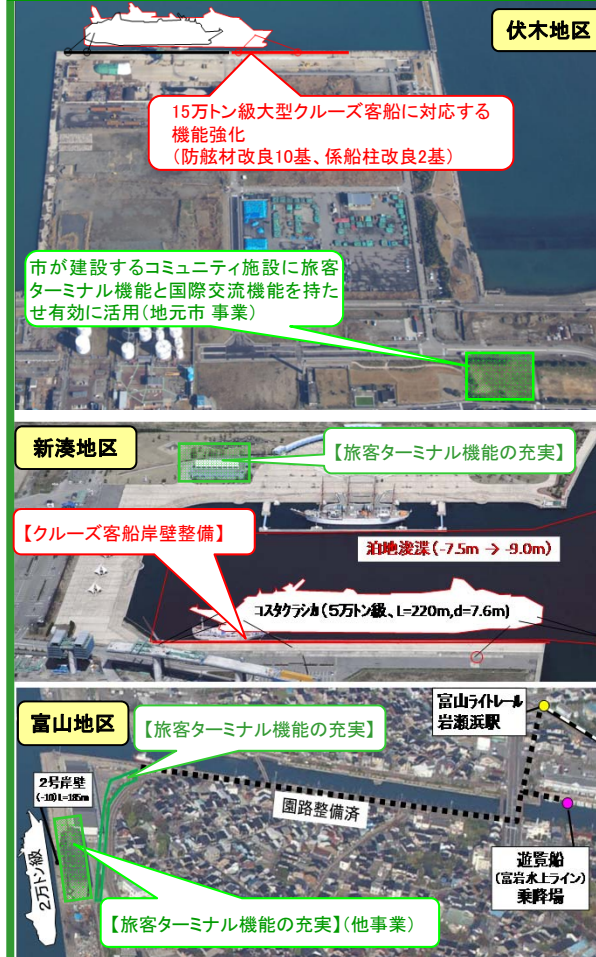 伏木地区
15万トン級大型クルーズ客船に対応する
機能強化
(防舷材改良10基、係船柱改良2基)
市が建設するコミュニティ施設に旅客
ターミナル機能と国際交流機能を持た
せ有効に活用(地元市 事業)
新湊地区
【旅客ターミナル機能の充実】
【クルーズ客船岸壁整備】
泊地浚渫(-7.5m → -9.0m)
コスタクラシカ(5万トン級、L=220m,d=7.6m)
富山地区
【旅客ターミナル機能の充実】
富山ライトレール
岩瀬浜駅
2号岸壁
(-10) L=185m
園路整備済
2万トン級
遊覧船
(富岩水上ライン)
乗降場
【旅客ターミナル機能の充実】(他事業)